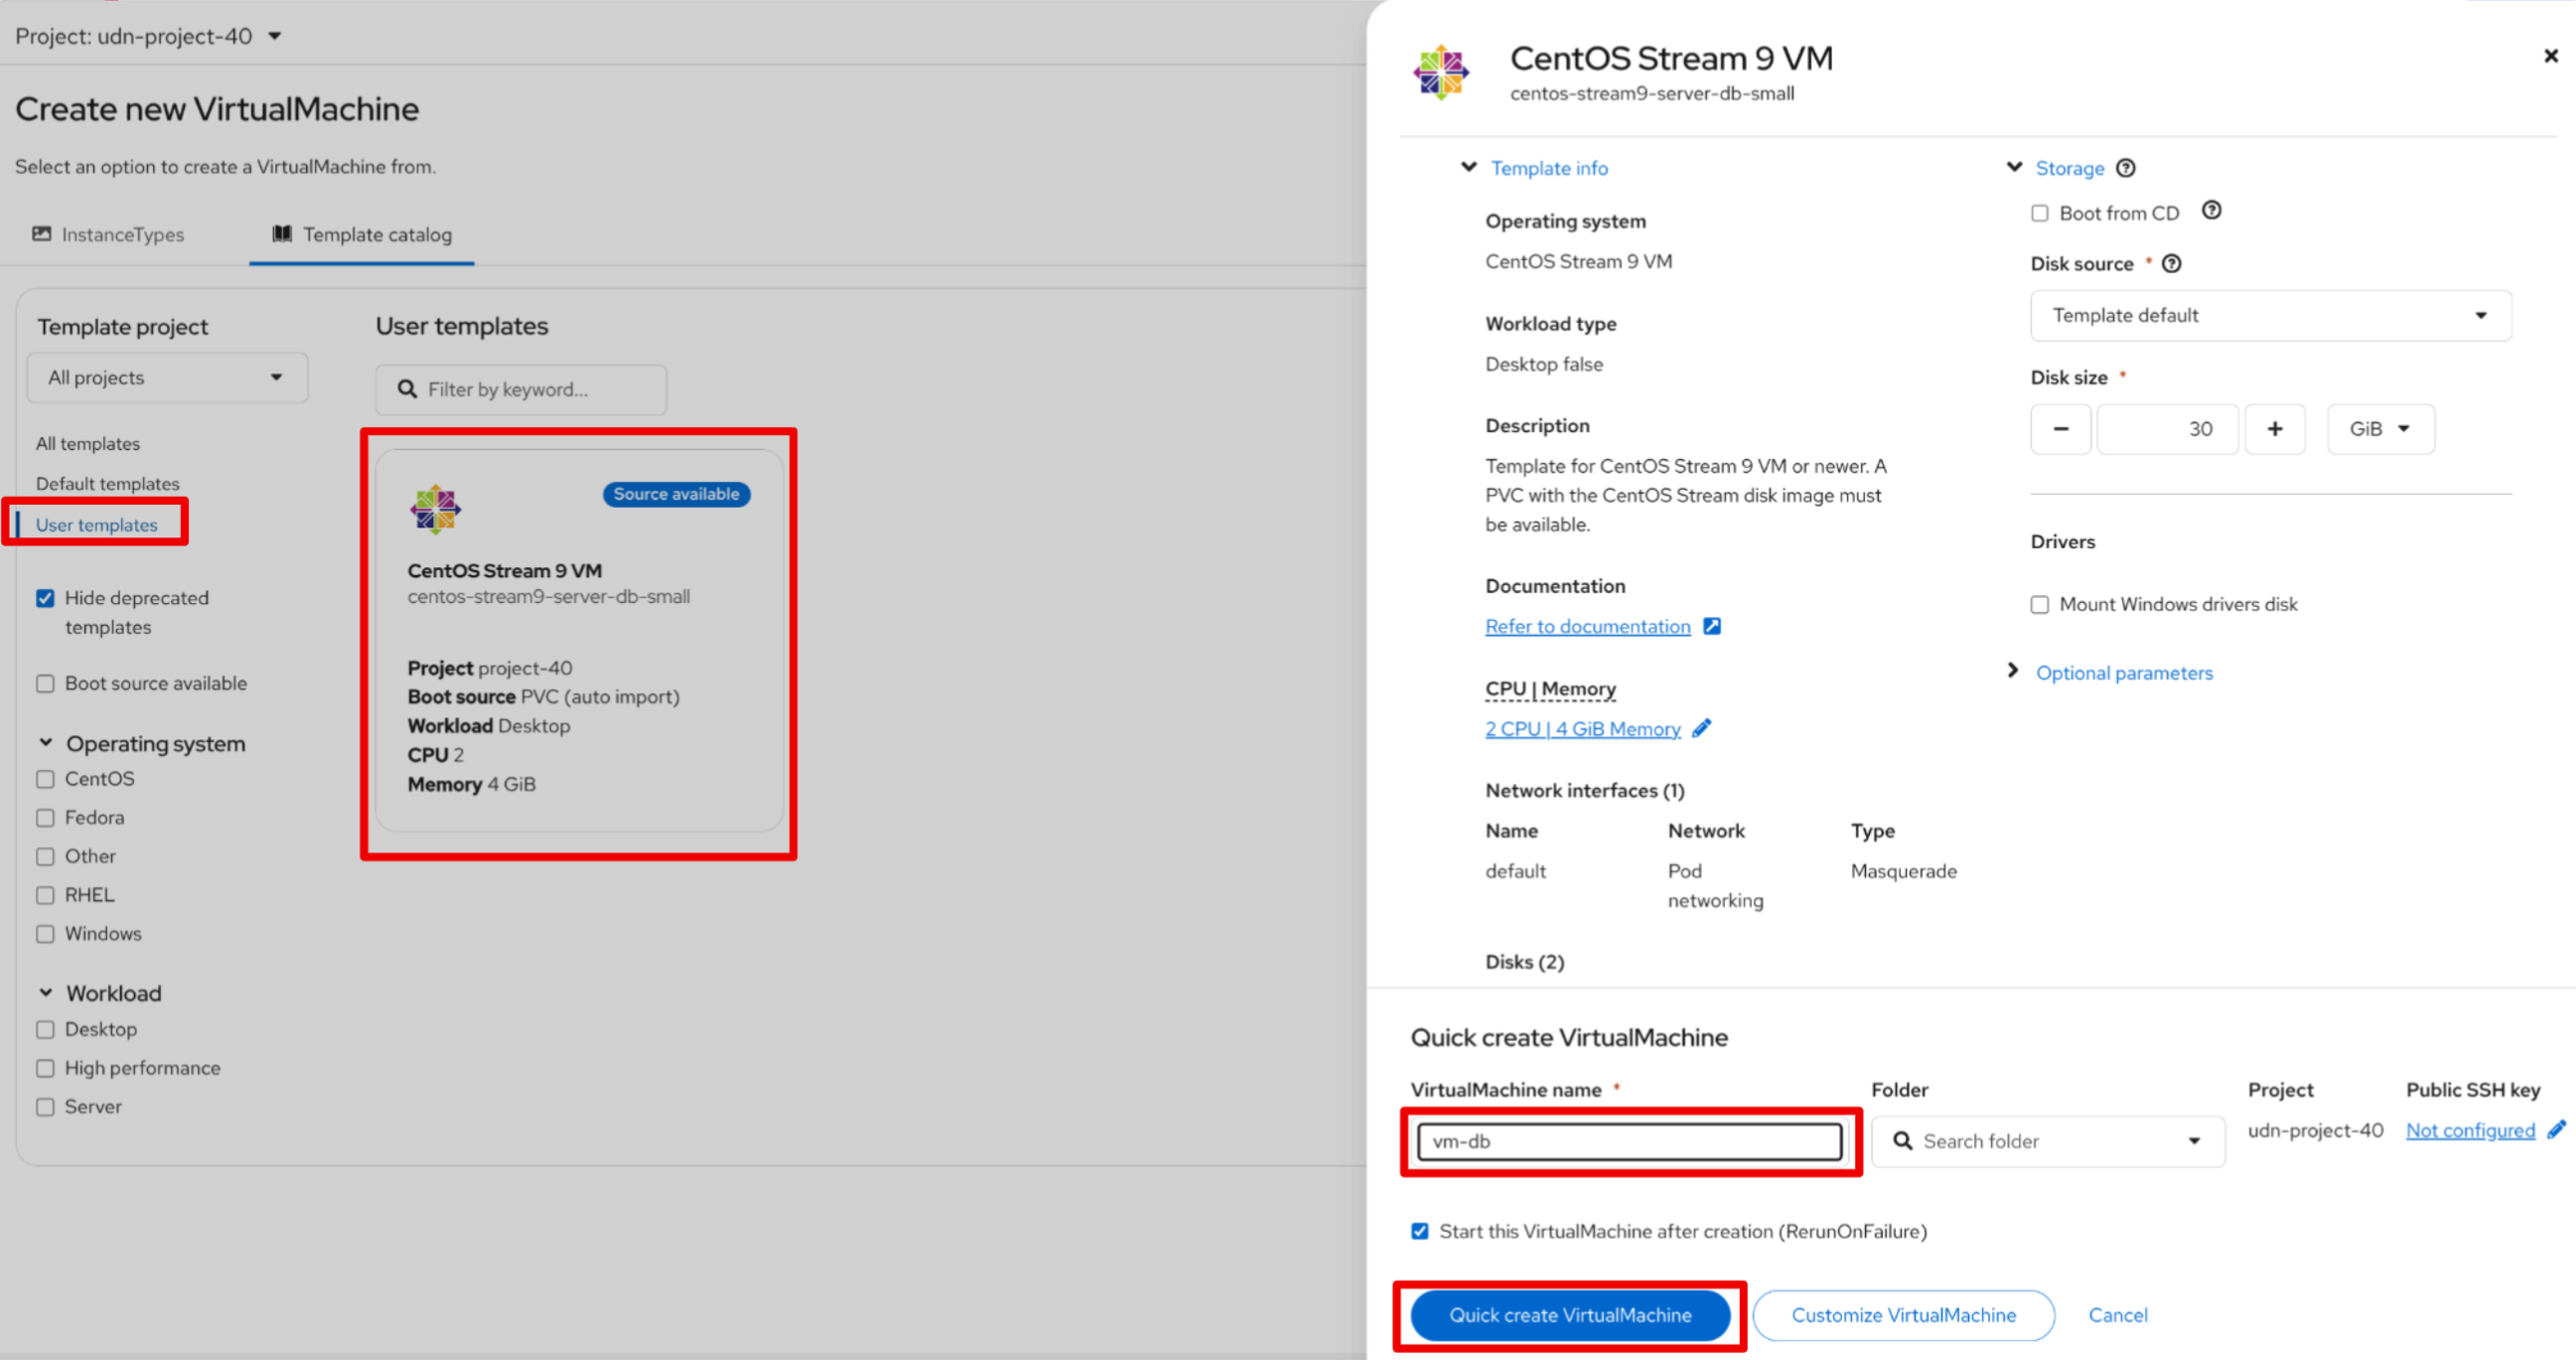 Project: udn-project-40
Create new VirtualMachine
Select an option to create a VirtualMachine from.
InstanceTypes
Template catalog
Template project
All projects
All templates
Default templates
User templates
Hide deprecated
templates
Boot source available
Operating system
CentOS
Fedora
Other
RHEL
Windows
Workload
Desktop
High performance
Server
User templates
Filter by keyword...
Source available
CentOS Stream 9 VM
centos-stream9-server-db-small
Project project-40
Boot source PVC (auto import)
Workload Desktop
CPU 2
Memory 4 GiB
CentOS Stream 9 VM
centos-stream9-server-db-small
Template info
Operating system
CentOS Stream 9 VM
Workload type
Desktop false
Description
Template for CentOS Stream 9 VM or newer. A
PVC with the CentOS Stream disk image must
be available.
Documentation
Refer to documentation
CPU | Memory
2 CPU | 4 GiB Memory
Network interfaces (1)
Name Network Type
default Pod networking Masquerade
Disks (2)
Storage
Boot from CD
Disk source *
Template default
Disk size *
30 GiB
Drivers
Mount Windows drivers disk
Optional parameters
Quick create VirtualMachine
VirtualMachine name * Folder Project Public SSH key
vm-db Search folder udn-project-40 Not configured
Start this VirtualMachine after creation (RerunOnFailure)
Quick create VirtualMachine Customize VirtualMachine Cancel